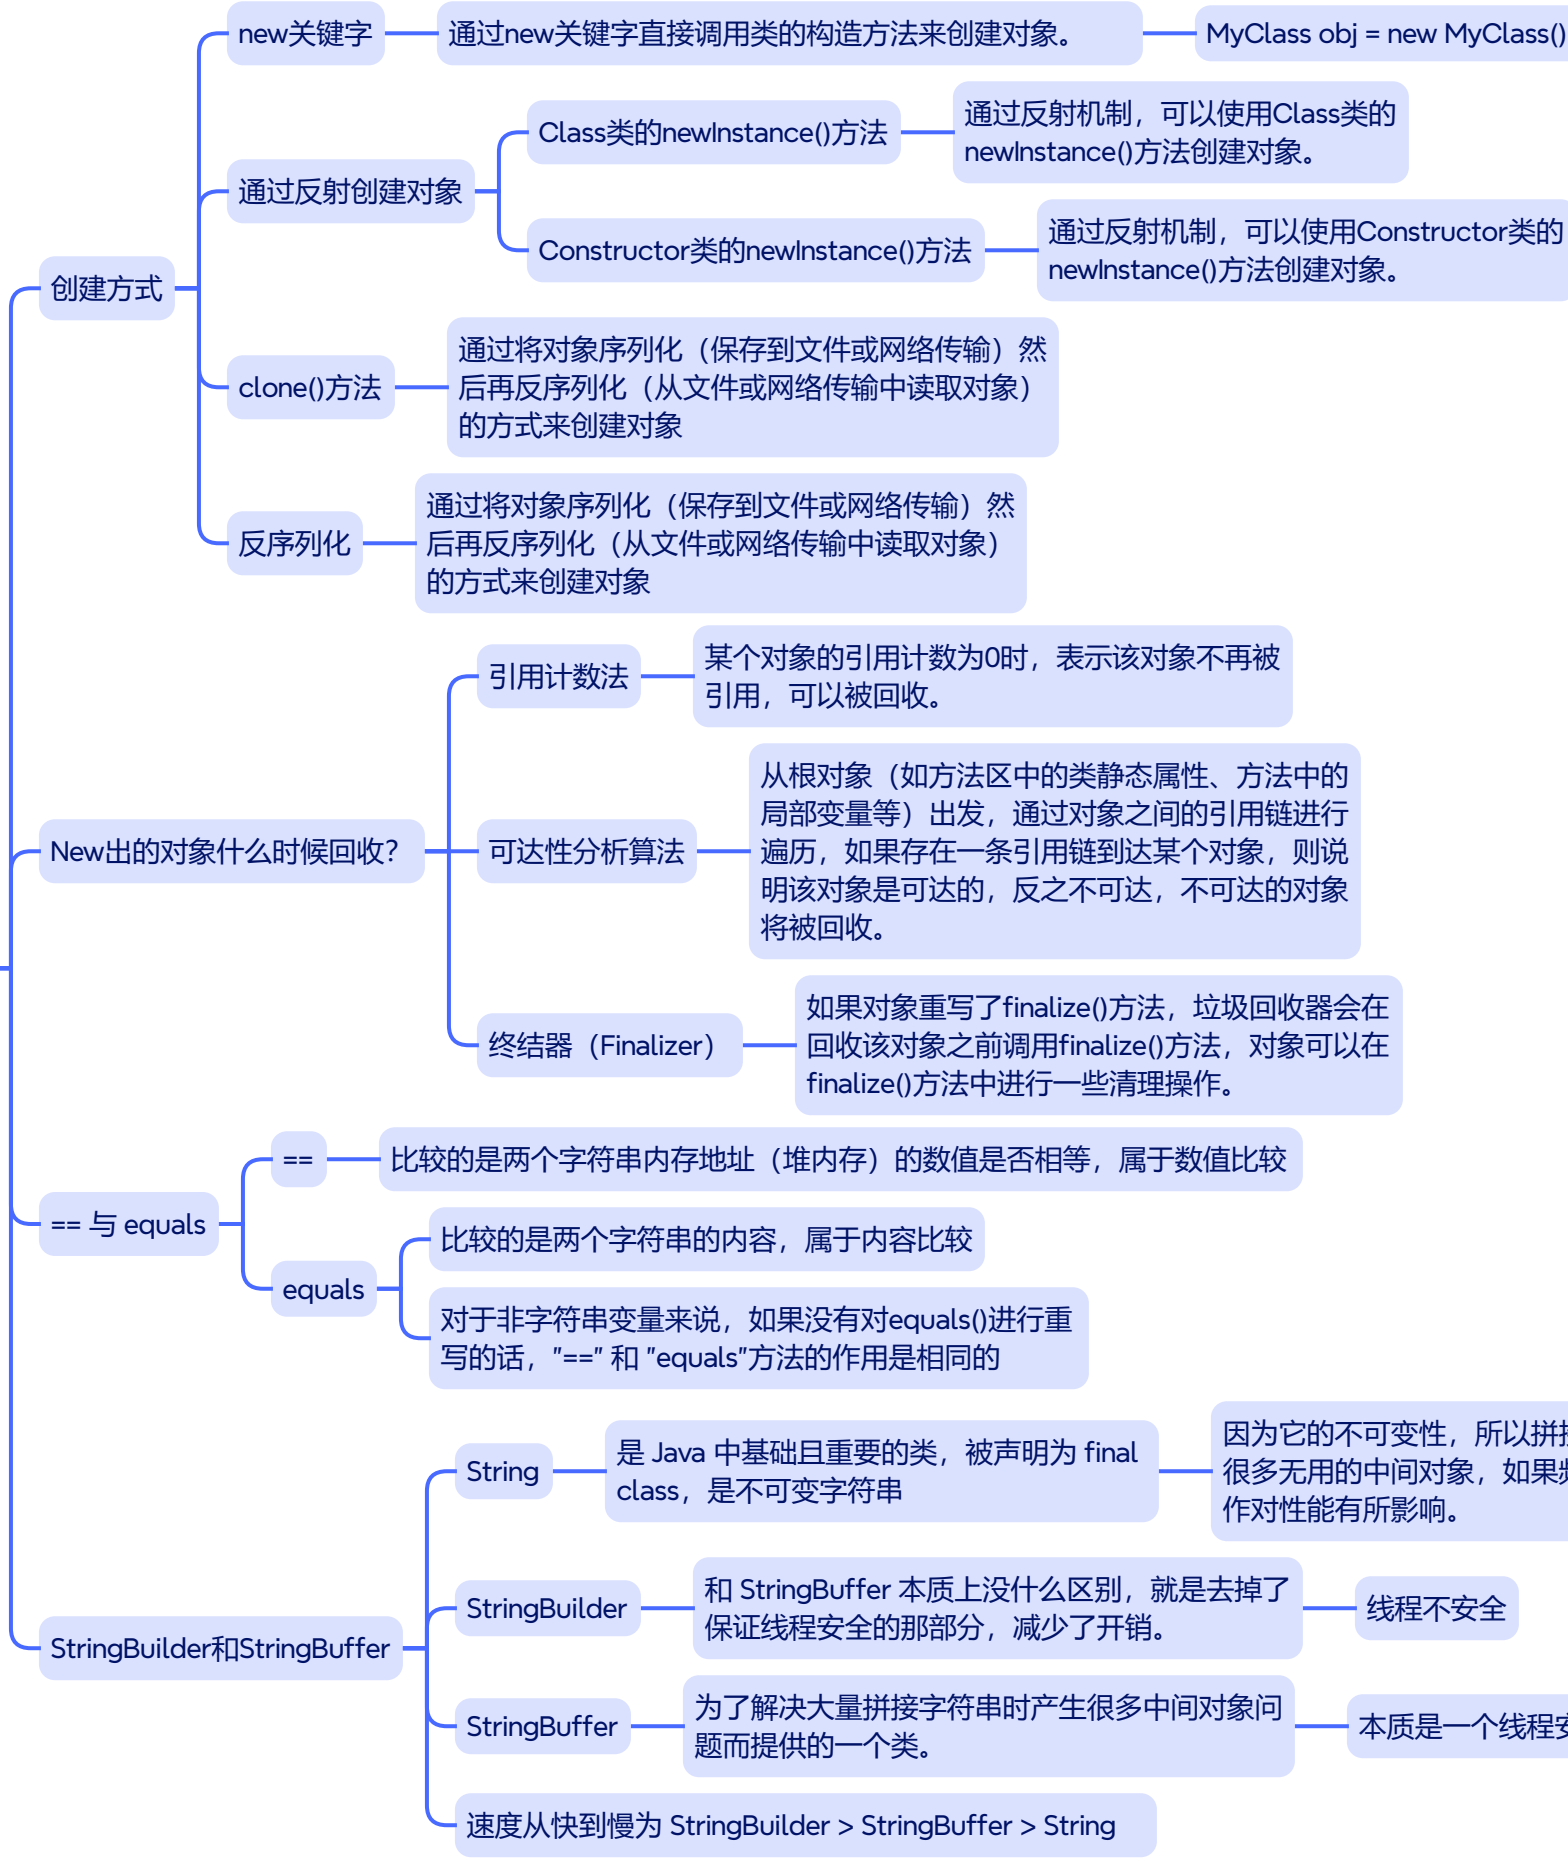 new关键字
通过new关键字直接调用类的构造方法来创建对象。
MyClass obj = new MyClass()
通过反射创建对象
Class类的newInstance()方法
通过反射机制，可以使用Class类的
newInstance()方法创建对象。
Constructor类的newInstance()方法
通过反射机制，可以使用Constructor类的
newInstance()方法创建对象。
创建方式
clone()方法
通过将对象序列化（保存到文件或网络传输）然
后再反序列化（从文件或网络传输中读取对象）
的方式来创建对象
反序列化
通过将对象序列化（保存到文件或网络传输）然
后再反序列化（从文件或网络传输中读取对象）
的方式来创建对象
New出的对象什么时候回收？
引用计数法
某个对象的引用计数为0时，表示该对象不再被
引用，可以被回收。
可达性分析算法
从根对象（如方法区中的类静态属性、方法中的
局部变量等）出发，通过对象之间的引用链进行
遍历，如果存在一条引用链到达某个对象，则说
明该对象是可达的，反之不可达，不可达的对象
将被回收。
终结器（Finalizer）
如果对象重写了finalize()方法，垃圾回收器会在
回收该对象之前调用finalize()方法，对象可以在
finalize()方法中进行一些清理操作。
== 与 equals
==
比较的是两个字符串内存地址（堆内存）的数值是否相等，属于数值比较
equals
比较的是两个字符串的内容，属于内容比较
对于非字符串变量来说，如果没有对equals()进行重
写的话，"==" 和 "equals"方法的作用是相同的
StringBuilder和StringBuffer
String
是 Java 中基础且重要的类，被声明为 final
class，是不可变字符串
因为它的不可变性，所以拼
很多无用的中间对象，如果
作对性能有所影响。
StringBuilder
和 StringBuffer 本质上没什么区别，就是去掉了
保证线程安全的那部分，减少了开销。
线程不安全
StringBuffer
为了解决大量拼接字符串时产生很多中间对象问
题而提供的一个类。
本质是一个线程
速度从快到慢为 StringBuilder > StringBuffer > String